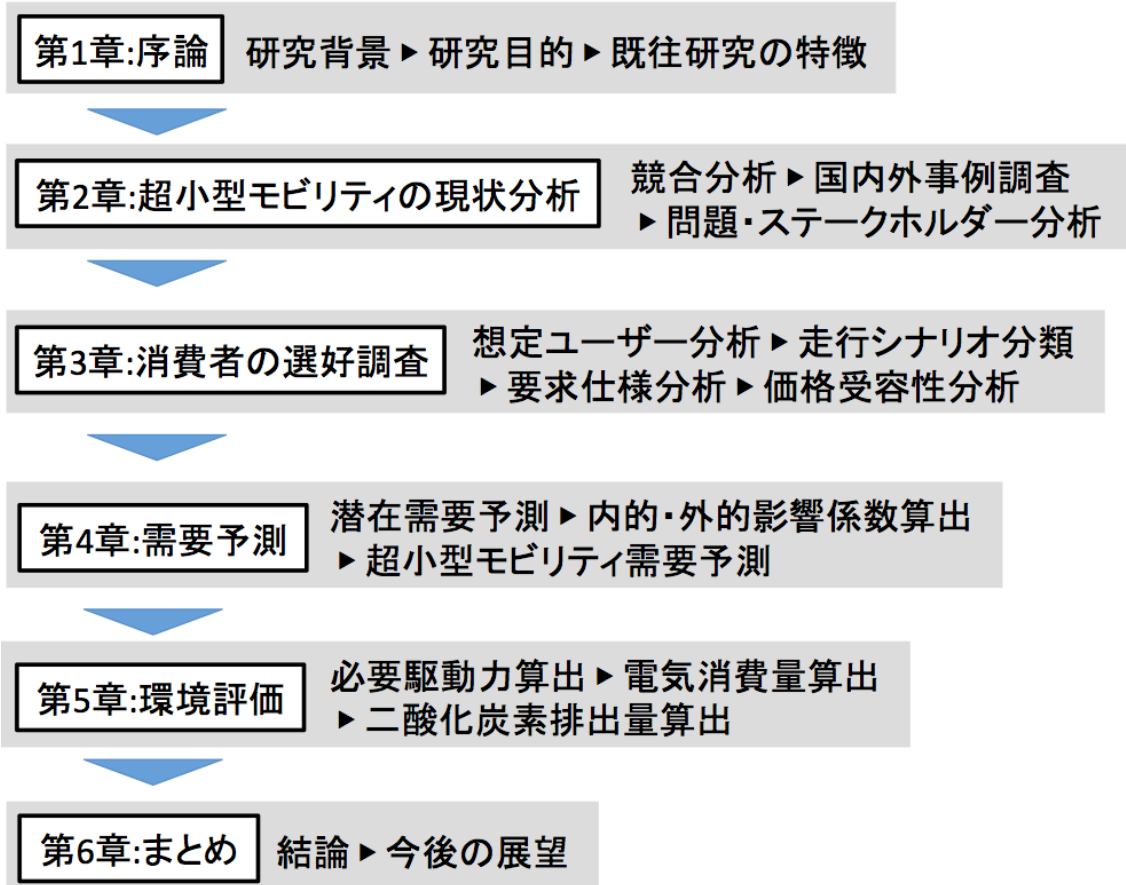 第1章:序論
研究背景▶研究目的▶既往研究の特徴
第2章:超小型モビリティの現状分析
競合分析▶国内外事例調査
▶問題・ステークホルダー分析
第3章:消費者の選好調査
想定ユーザー分析▶走行シナリオ分類
▶要求仕様分析▶価格受容性分析
第4章:需要予測
潜在需要予測▶内的・外的影響係数算出
▶超小型モビリティ需要予測
第5章:環境評価
必要駆動力算出▶電気消費量算出
▶二酸化炭素排出量算出
第6章:まとめ
結論▶今後の展望